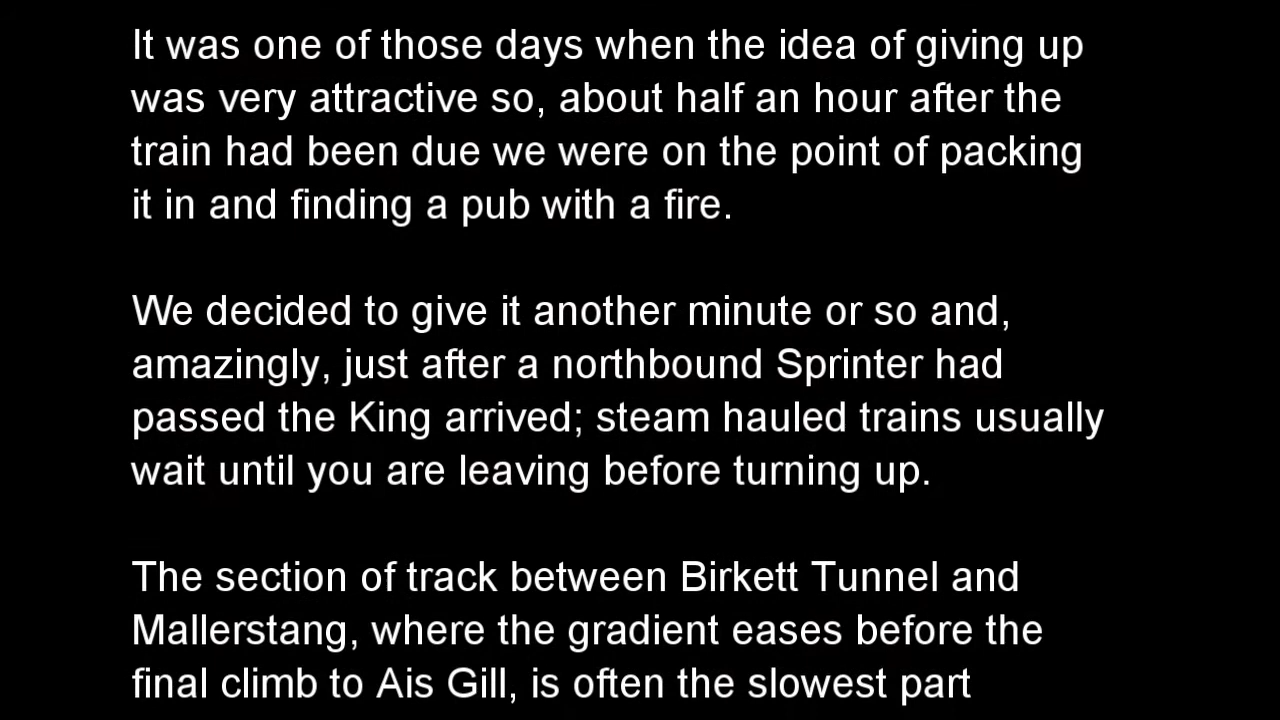 It was one of those days when the idea of giving up
was very attractive so, about half an hour after the
train had been due we were on the point of packing
it in and finding a pub with a fire.
We decided to give it another minute or so and,
amazingly, just after a northbound Sprinter had
passed the King arrived; steam hauled trains usually
wait until you are leaving before turning up.
The section of track between Birkett Tunnel and
Mallerstang, where the gradient eases before the
final climb to Ais Gill, is often the slowest part